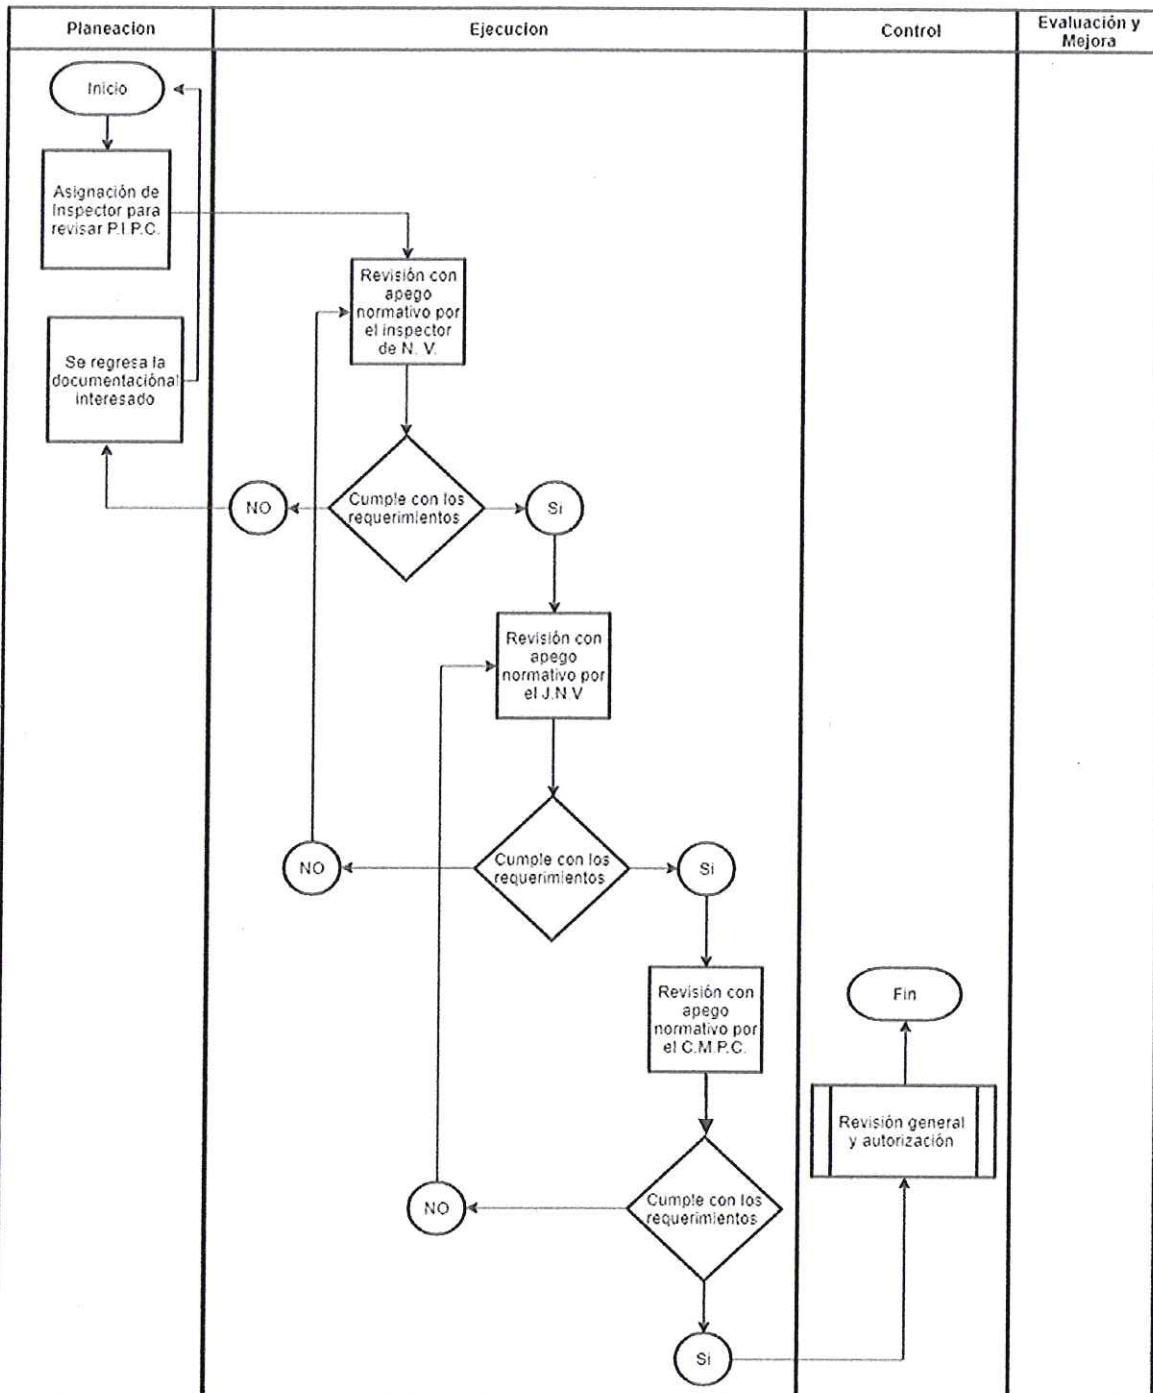 Planeacion
Ejecucion
Control
Evaluación y
Mejora
Inicio
Asignación de
Inspector para
revisar P.I.P.C.
Revisión con
apego
normativo por
el inspector
de N. V.
Se regresa la
documentaciónal
interesado
NO
Cumple con los
requerimientos
Si
Revisión con
apego
normativo por
el J.N.V
NO
Cumple con los
requerimientos
Si
Revisión con
apego
normativo por
el C.M.P.C.
Fin
Revisión general
y autorización
NO
Cumple con los
requerimientos
Si